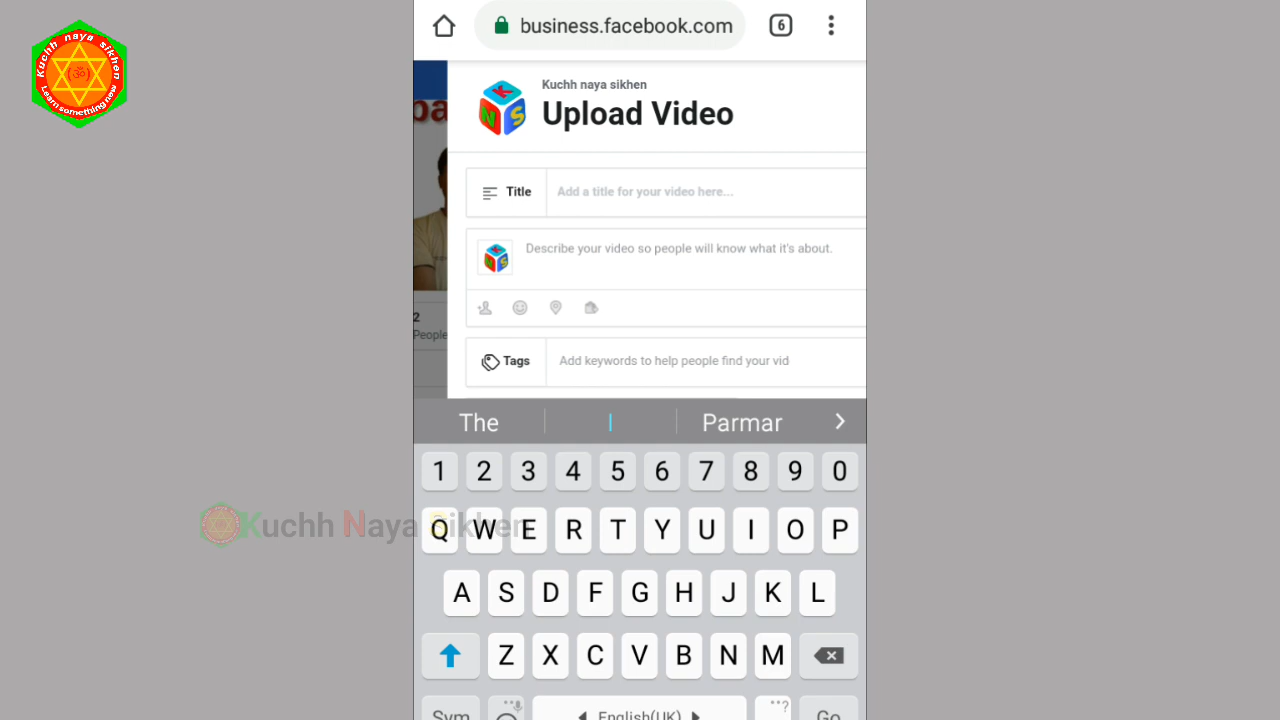 Kuchh naya sikhen
ॐ
Learn something new
business.facebook.com
6
Kuchh naya sikhen
Upload Video
K
N
S
Title
Add a title for your video here...
Describe your video so people will know what it's about.
2
People
Tags
Add keywords to help people find your vid
The
I
Parmar
1 2 3 4 5 6 7 8 9 0
Kuchh Naya Sikhen
Q W E R T Y U I O P
A S D F G H J K L
Z X C V B N M
Sym
English(UK)
?
Go